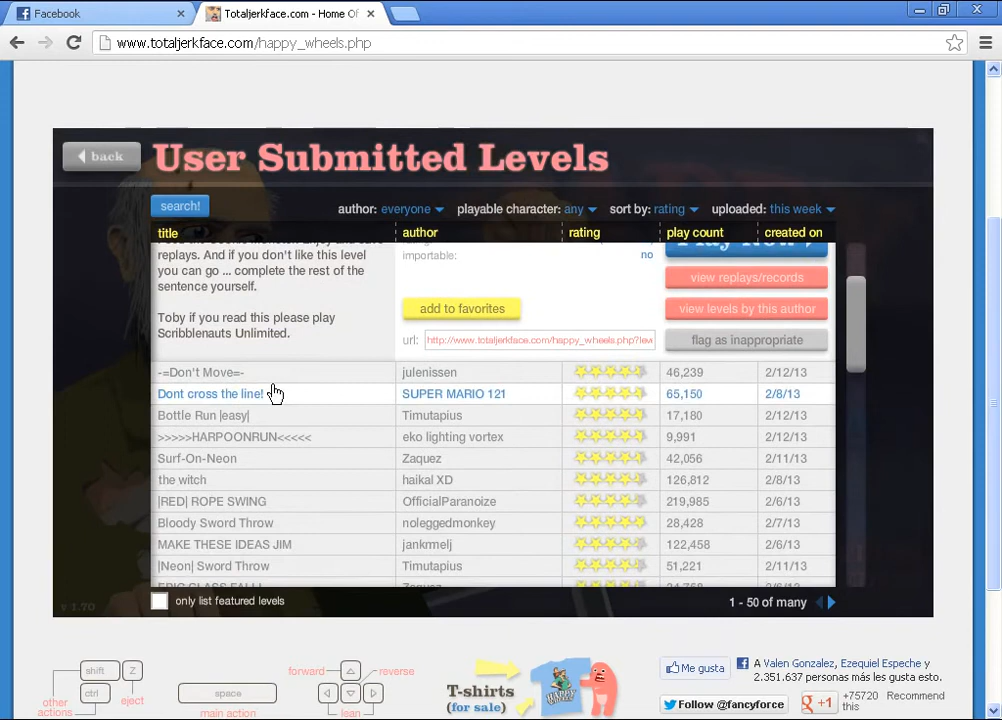 Facebook
Totaljerkface.com - Home Of
www.totaljerkface.com/happy_wheels.php
back
User Submitted Levels
search!
author: everyone
playable character: any
sort by: rating
uploaded: this week
title author rating play count created on
replays. And if you don't like this level
you can go ... complete the rest of the
sentence yourself.
Toby if you read this please play
Scribblenauts Unlimited.
importable: no
add to favorites
url: http://www.totaljerkface.com/happy_wheels.php?lev
Play Now
view replays/records
view levels by this author
flag as inappropriate
-=Don't Move=- julenissen 46,239 2/12/13
Dont cross the line! SUPER MARIO 121 65,150 2/8/13
Bottle Run |easy| Timutapius 17,180 2/12/13
>>>>>HARPOONRUN<<<<< eko lighting vortex 9,991 2/12/13
Surf-On-Neon Zaquez 42,056 2/11/13
the witch haikal XD 126,812 2/8/13
|RED| ROPE SWING OfficialParanoize 219,985 2/6/13
Bloody Sword Throw noleggedmonkey 28,428 2/7/13
MAKE THESE IDEAS JIM jankrmelj 122,458 2/6/13
|Neon| Sword Throw Timutapius 51,221 2/11/13
only list featured levels
1 - 50 of many
v 1.70
shift
ctrl
other
actions
Z
eject
space
main action
forward
reverse
lean
T-shirts
(for sale)
HAPPY
WHEELS
Me gusta
A Valen Gonzalez, Ezequiel Espeche y
2.351.637 personas más les gusta esto.
Follow @fancyforce
+1
+75720 Recommend
this